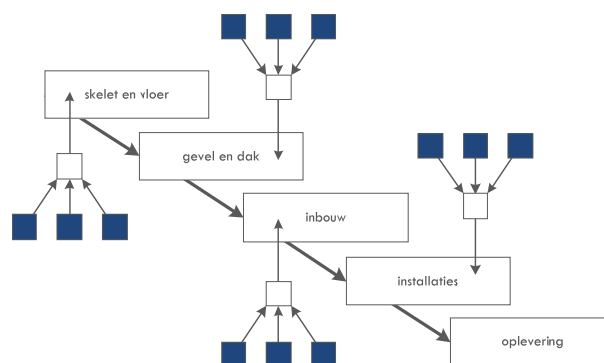 skelet en vloer
gevel en dak
inbouw
installaties
oplevering